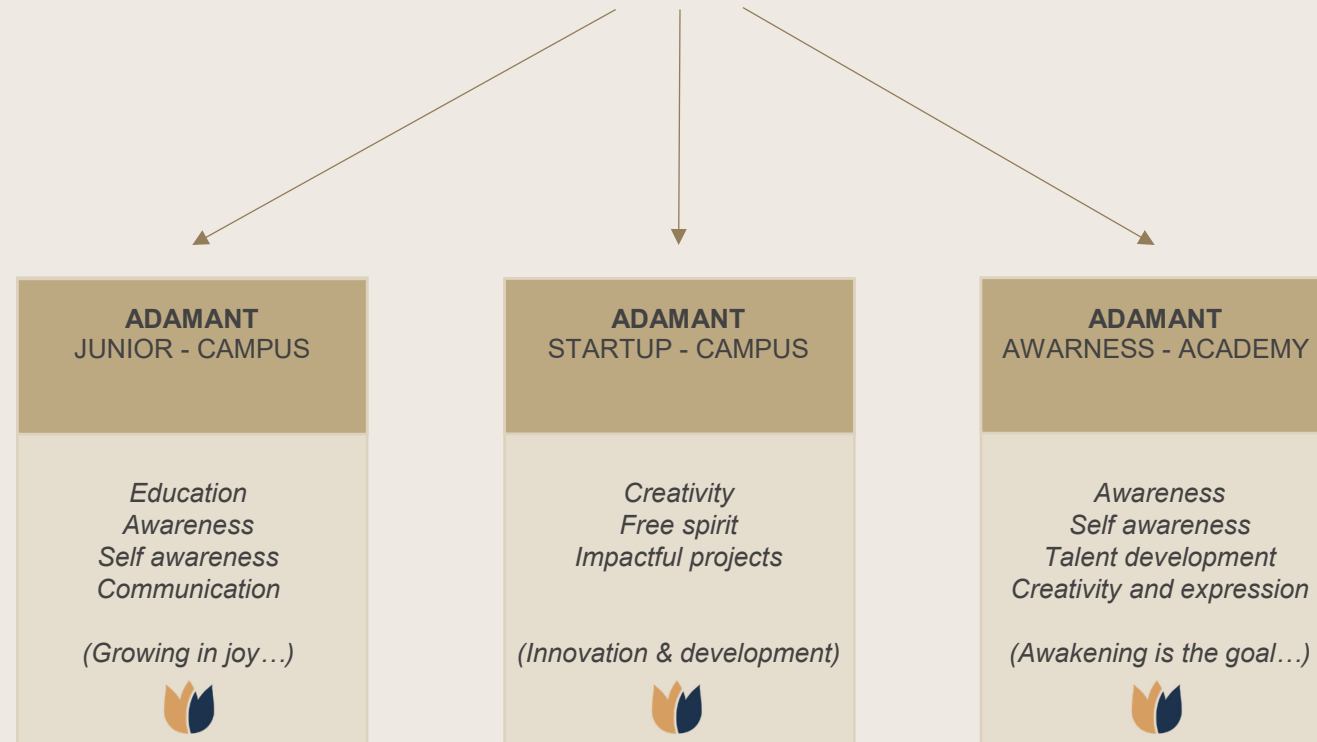 ADAMANT
JUNIOR - CAMPUS
Education
Awareness
Self awareness
Communication
(Growing in joy…)
ADAMANT
STARTUP - CAMPUS
Creativity
Free spirit
Impactful projects
(Innovation & development)
ADAMANT
AWARNESS - ACADEMY
Awareness
Self awareness
Talent development
Creativity and expression
(Awakening is the goal…)